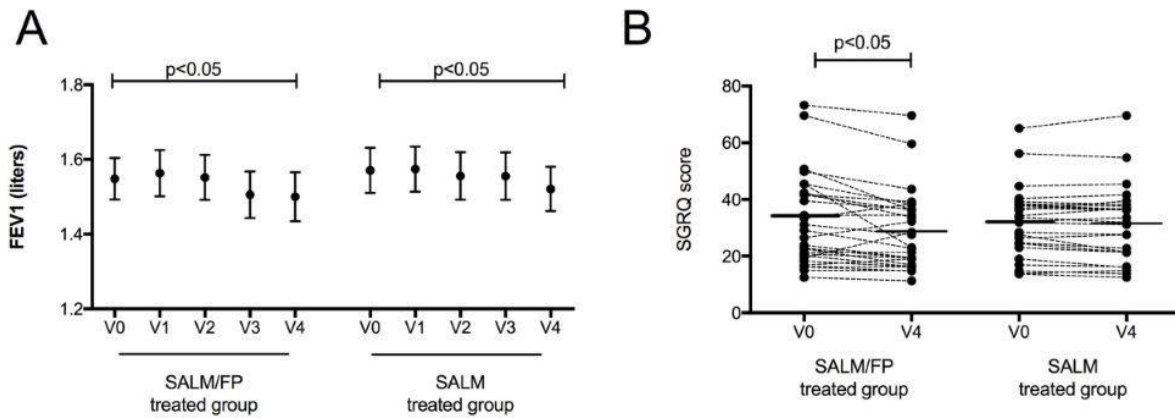 A
p<0.05
p<0.05
FEV1 (liters)
1.8
1.6
1.4
1.2
V0 V1 V2 V3 V4
V0 V1 V2 V3 V4
SALM/FP
treated group
SALM
treated group
B
p<0.05
SGRQ score
80
60
40
20
0
V0 V4
V0 V4
SALM/FP
treated group
SALM
treated group